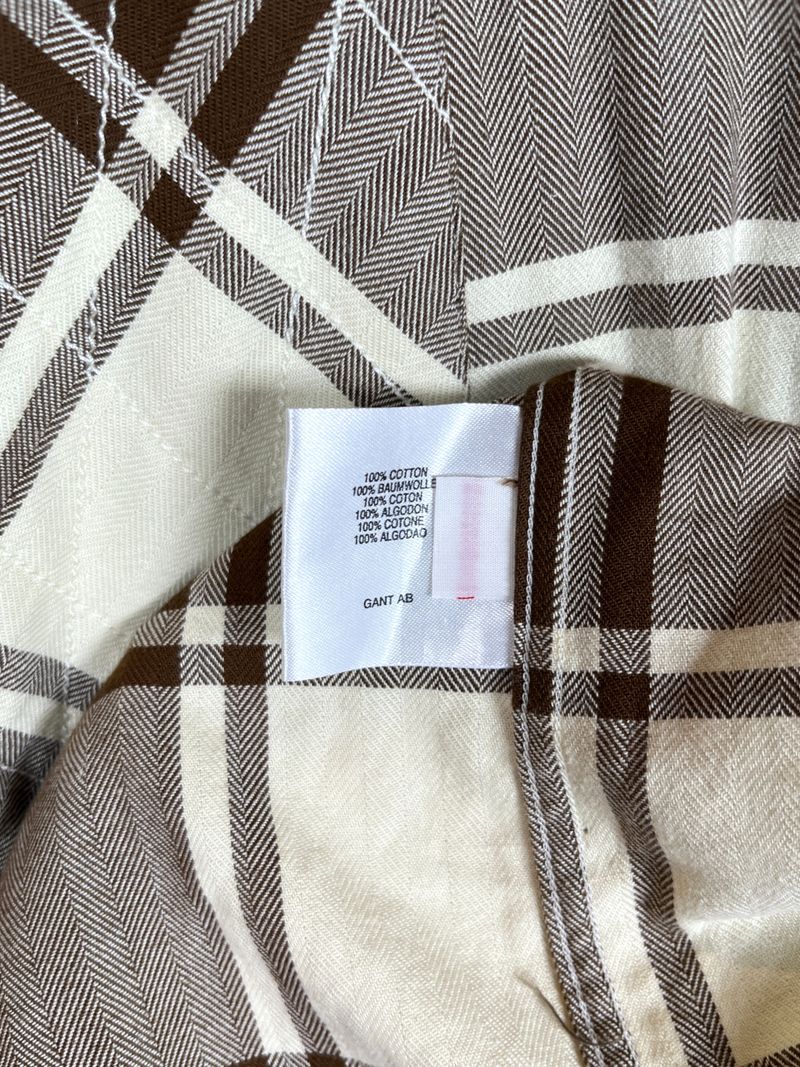 100% COTTON
100% BAUMWOLLE
100% COTON
100% ALGODON
100% COTONE
100% ALGODAO
GANT AB